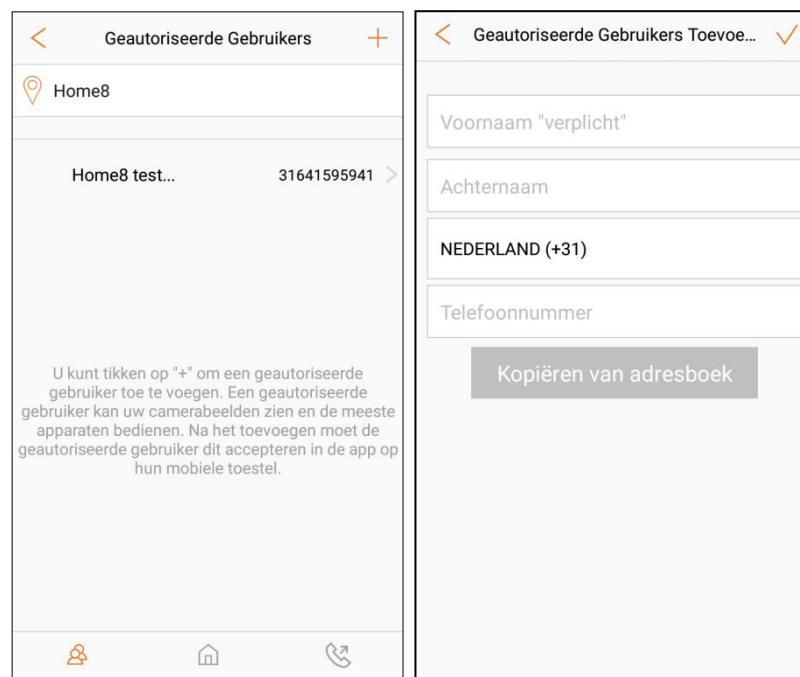 Geautoriseerde Gebruikers
Home8
Home8 test... 31641595941
U kunt tikken op "+" om een geautoriseerde
gebruiker toe te voegen. Een geautoriseerde
gebruiker kan uw camerabeelden zien en de meeste
apparaten bedienen. Na het toevoegen moet de
geautoriseerde gebruiker dit accepteren in de app op
hun mobiele toestel.
Geautoriseerde Gebruikers Toevoe...
Voornaam "verplicht"
Achternaam
NEDERLAND (+31)
Telefoonnummer
Kopiëren van adresboek